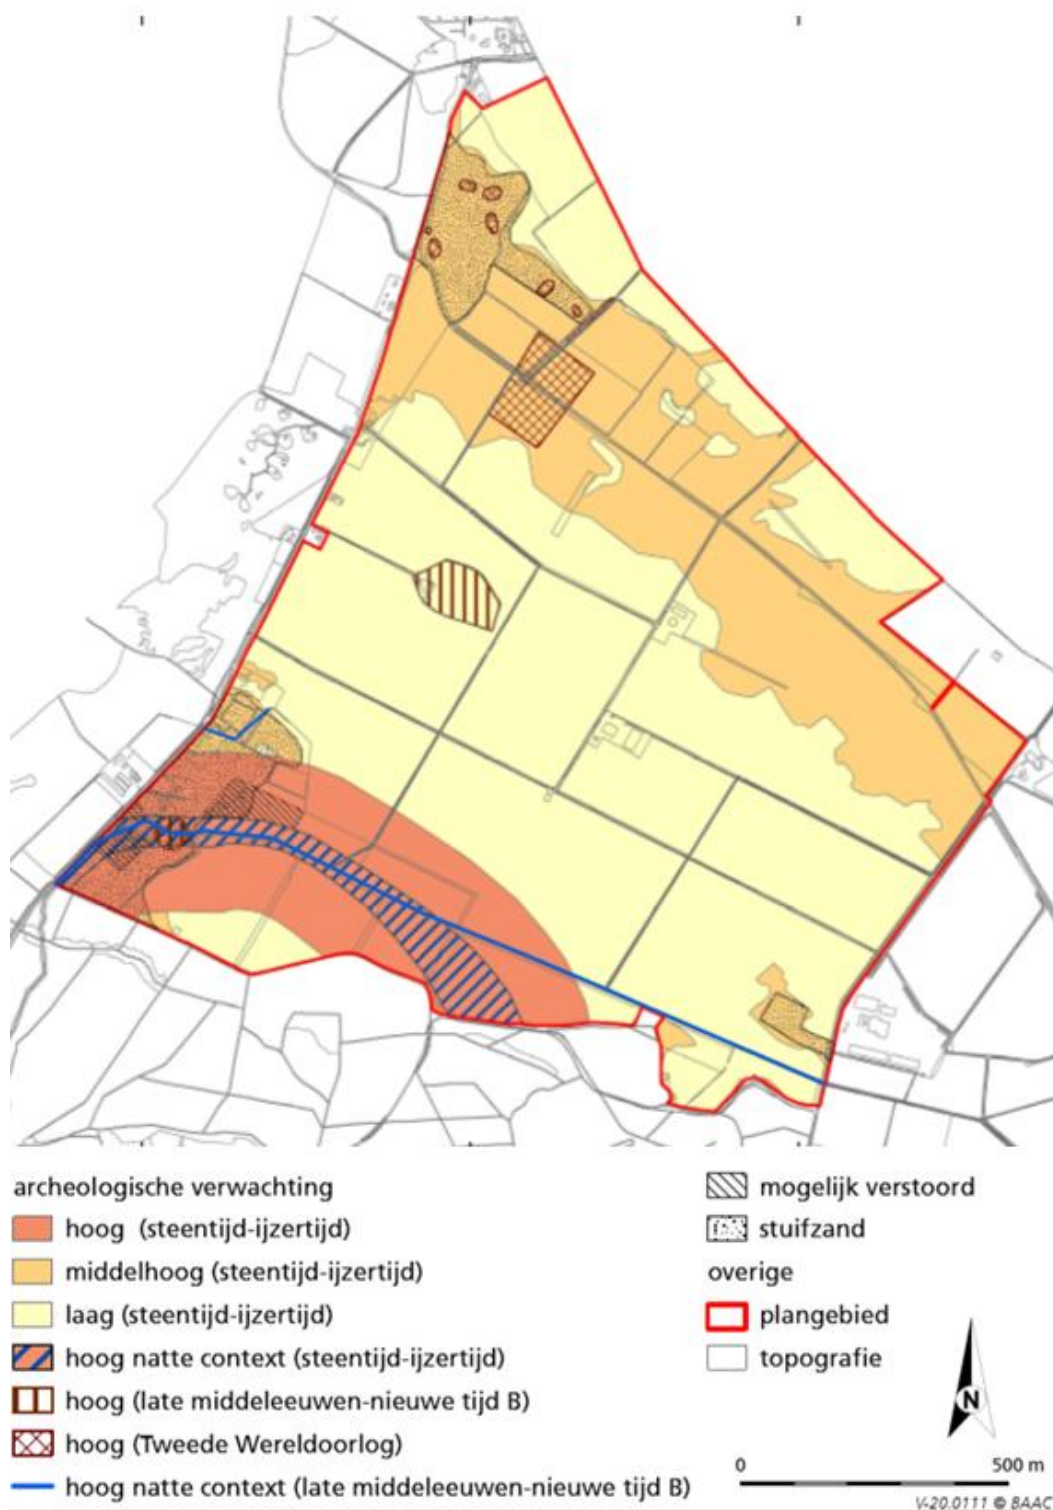 archeologische verwachting
hoog (steentijd-ijzertijd)
middelhoog (steentijd-ijzertijd)
laag (steentijd-ijzertijd)
hoog natte context (steentijd-ijzertijd)
hoog (late middeleeuwen-nieuwe tijd B)
hoog (Tweede Wereldoorlog)
hoog natte context (late middeleeuwen-nieuwe tijd B)
mogelijk verstoord
stuifzand
overige
plangebied
topografie
N
0 500 m
V-20.0111 © BAAC